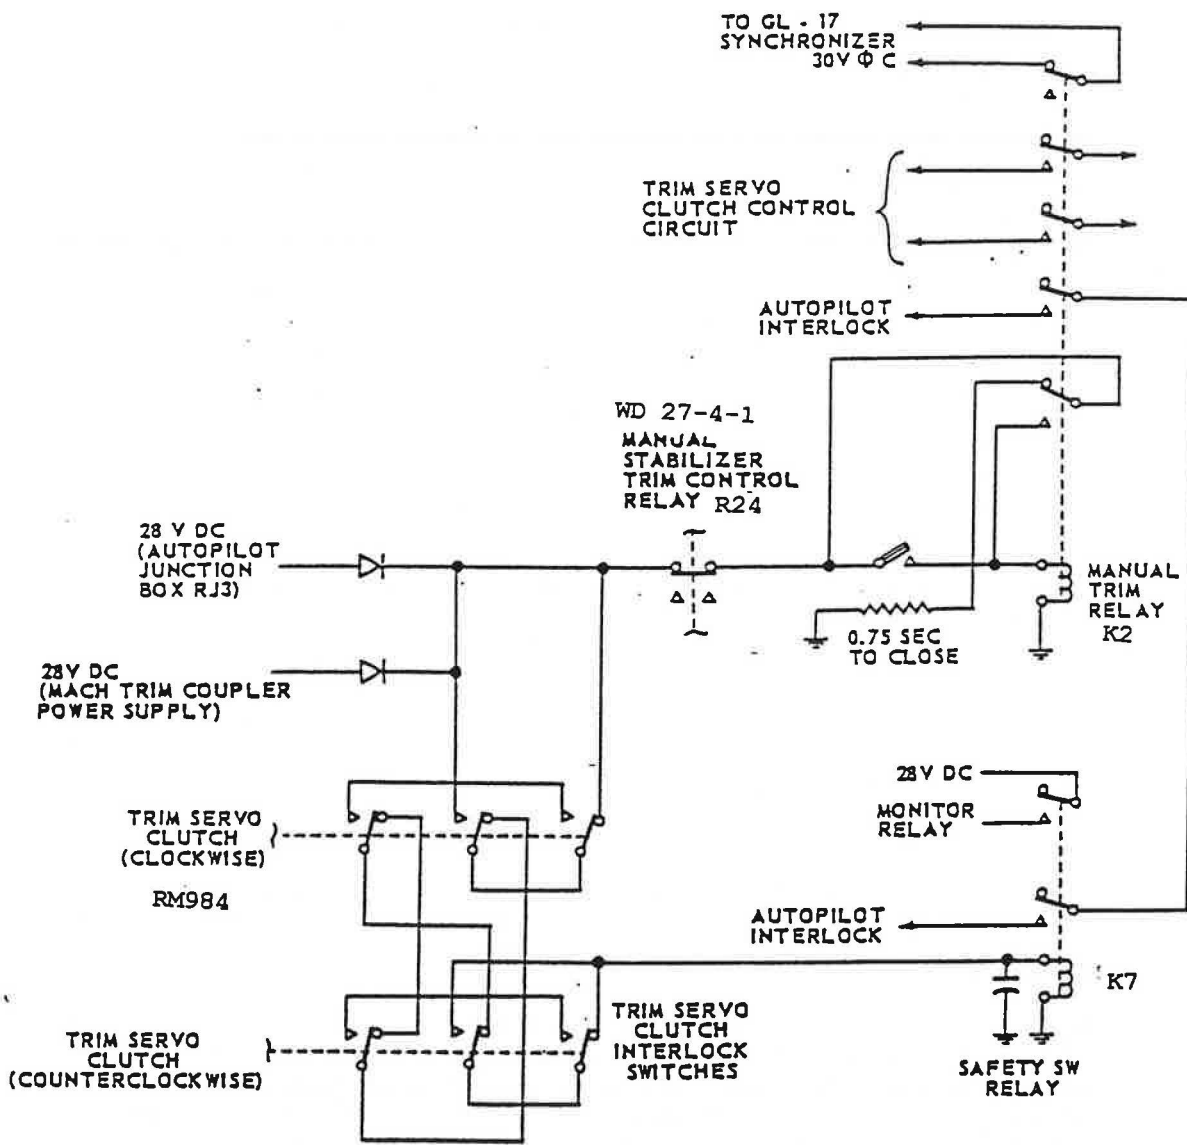 TO GL - 17
SYNCHRONIZER
30V Φ C
TRIM SERVO
CLUTCH CONTROL
CIRCUIT
AUTOPILOT
INTERLOCK
WD 27-4-1
MANUAL
STABILIZER
TRIM CONTROL
RELAY R24
28 V DC
(AUTOPILOT
JUNCTION
BOX RJ3)
MANUAL
TRIM
RELAY
K2
0.75 SEC
TO CLOSE
28V DC
(MACH TRIM COUPLER
POWER SUPPLY)
28V DC
MONITOR
RELAY
TRIM SERVO
CLUTCH
(CLOCKWISE)
RM984
AUTOPILOT
INTERLOCK
K7
TRIM SERVO
CLUTCH
INTERLOCK
SWITCHES
TRIM SERVO
CLUTCH
(COUNTERCLOCKWISE)
SAFETY SW
RELAY